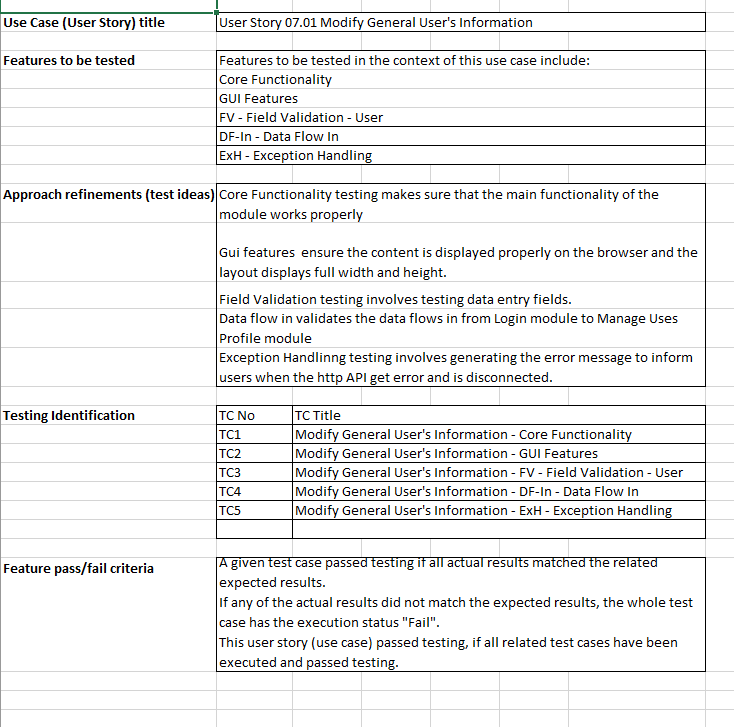 Use Case (User Story) title
User Story 07.01 Modify General User's Information
Features to be tested
Features to be tested in the context of this use case include:
Core Functionality
GUI Features
FV - Field Validation - User
DF-In - Data Flow In
ExH - Exception Handling
Approach refinements (test ideas)
Core Functionality testing makes sure that the main functionality of the
module works properly
Gui features  ensure the content is displayed properly on the browser and the
layout displays full width and height.
Field Validation testing involves testing data entry fields.
Data flow in validates the data flows in from Login module to Manage Uses
Profile module
Exception Handlinng testing involves generating the error message to inform
users when the http API get error and is disconnected.
Testing Identification
TC No TC Title
TC1 Modify General User's Information - Core Functionality
TC2 Modify General User's Information - GUI Features
TC3 Modify General User's Information - FV - Field Validation - User
TC4 Modify General User's Information - DF-In - Data Flow In
TC5 Modify General User's Information - ExH - Exception Handling
Feature pass/fail criteria
A given test case passed testing if all actual results matched the related
expected results.
If any of the actual results did not match the expected results, the whole test
case has the execution status "Fail".
This user story (use case) passed testing, if all related test cases have been
executed and passed testing.